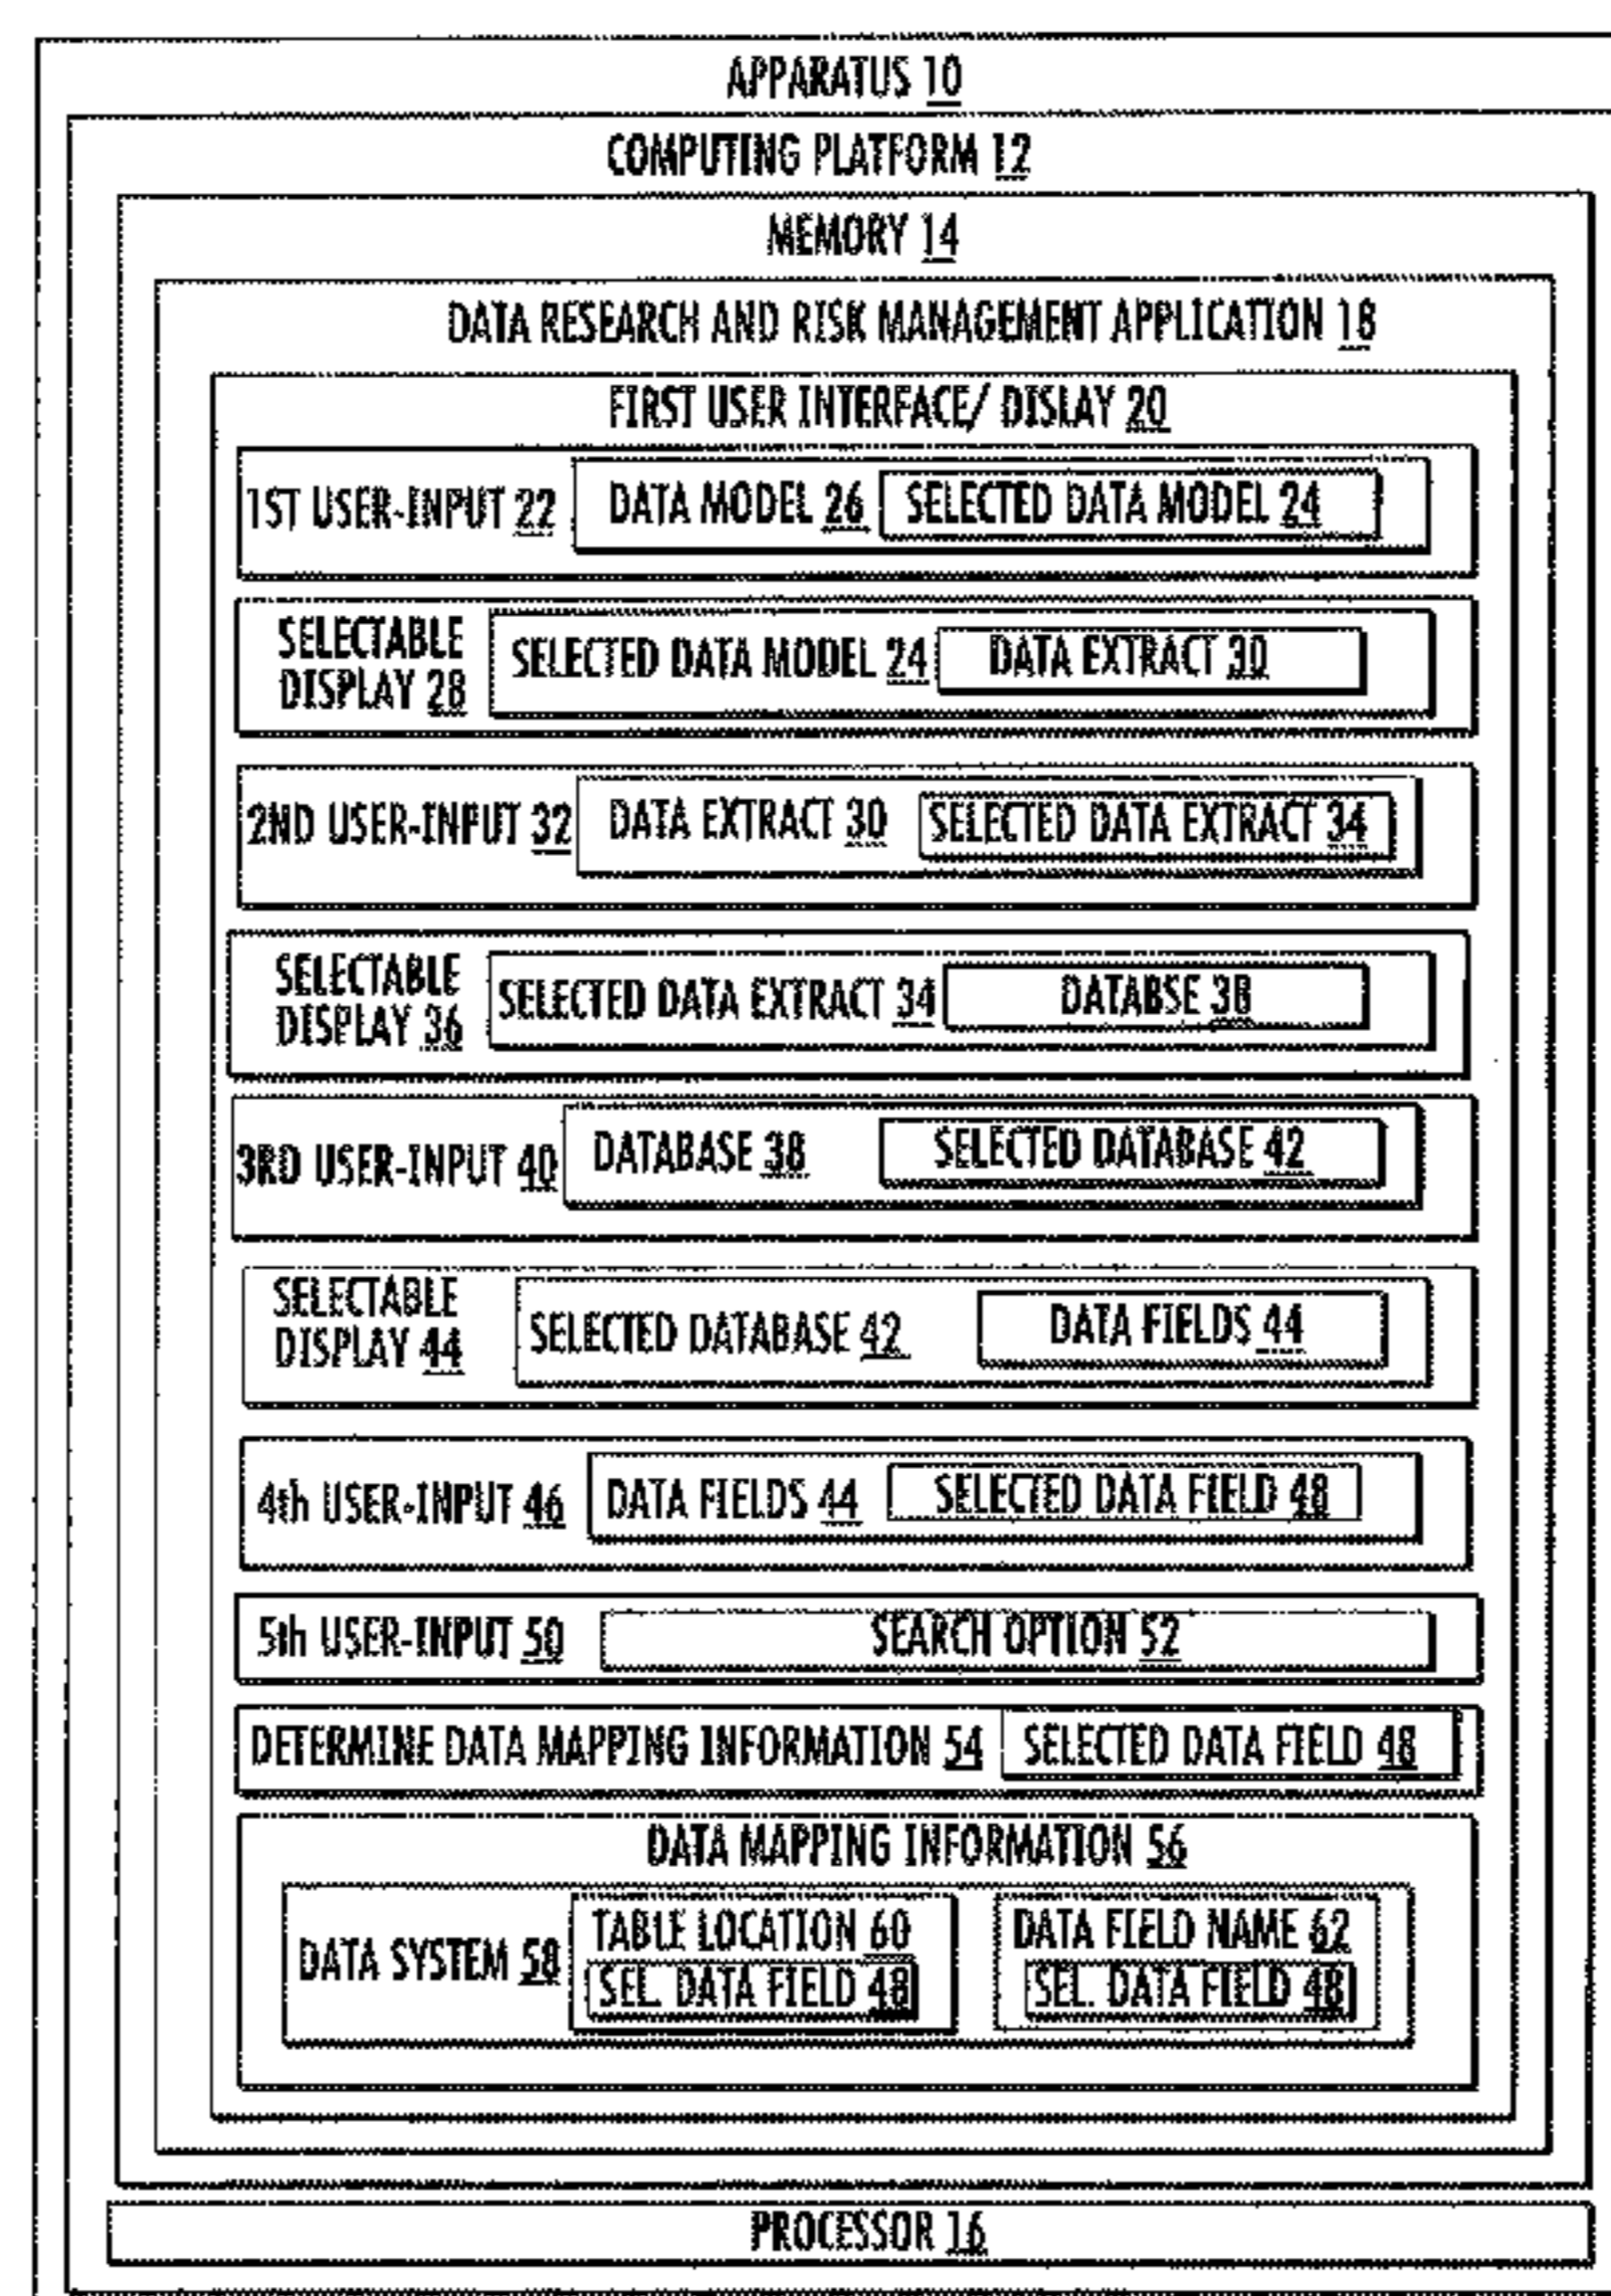 APPARATUS 10
COMPUTING PLATFORM 12
MEMORY 14
DATA RESEARCH AND RISK MANAGEMENT APPLICATION 18
FIRST USER INTERFACE/ DISLAY 20
1ST USER-INPUT 22 DATA MODEL 26 SELECTED DATA MODEL 24
SELECTABLE
DISPLAY 28 SELECTED DATA MODEL 24 DATA EXTRACT 30
2ND USER-INPUT 32 DATA EXTRACT 30 SELECTED DATA EXTRACT 34
SELECTABLE
DISPLAY 36 SELECTED DATA EXTRACT 34 DATABSE 38
3RD USER-INPUT 40 DATABASE 38 SELECTED DATABASE 42
SELECTABLE
DISPLAY 44 SELECTED DATABASE 42 DATA FIELDS 44
4th USER-INPUT 46 DATA FIELDS 44 SELECTED DATA FIELD 48
5th USER-INPUT 50 SEARCH OPTION 52
DETERMINE DATA MAPPING INFORMATION 54 SELECTED DATA FIELD 48
DATA MAPPING INFORMATION 56
DATA SYSTEM 58
TABLE LOCATION 60
SEL. DATA FIELD 48
DATA FIELD NAME 62
SEL. DATA FIELD 48
PROCESSOR 16